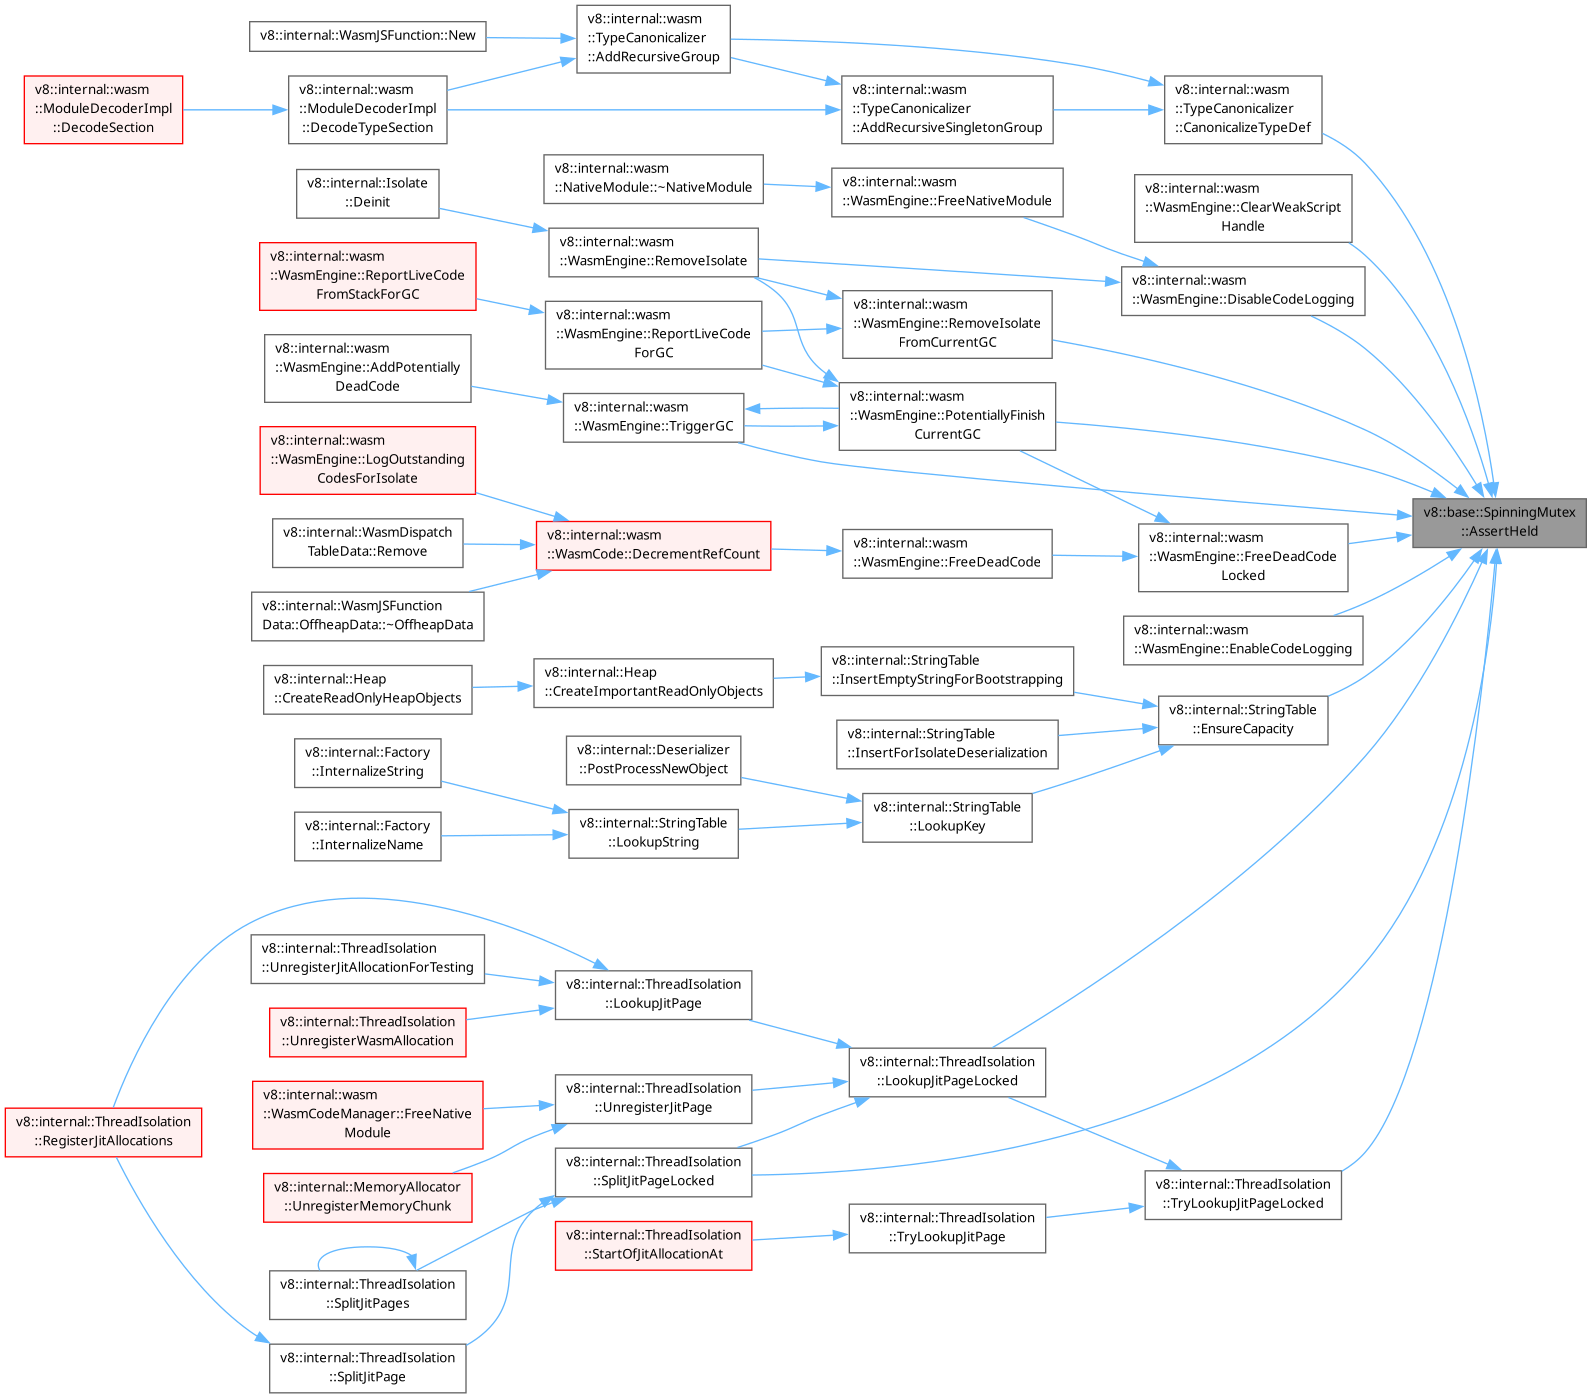 v8::internal::WasmJSFunction::New
v8::internal::wasm
::TypeCanonicalizer
::AddRecursiveGroup
v8::internal::wasm
::ModuleDecoderImpl
::DecodeSection
v8::internal::wasm
::ModuleDecoderImpl
::DecodeTypeSection
v8::internal::wasm
::TypeCanonicalizer
::AddRecursiveSingletonGroup
v8::internal::wasm
::TypeCanonicalizer
::CanonicalizeTypeDef
v8::internal::Isolate
::Deinit
v8::internal::wasm
::NativeModule::~NativeModule
v8::internal::wasm
::WasmEngine::FreeNativeModule
v8::internal::wasm
::WasmEngine::ClearWeakScript
Handle
v8::internal::wasm
::WasmEngine::ReportLiveCode
FromStackForGC
v8::internal::wasm
::WasmEngine::RemoveIsolate
v8::internal::wasm
::WasmEngine::DisableCodeLogging
v8::internal::wasm
::WasmEngine::ReportLiveCode
ForGC
v8::internal::wasm
::WasmEngine::RemoveIsolate
FromCurrentGC
v8::internal::wasm
::WasmEngine::AddPotentially
DeadCode
v8::internal::wasm
::WasmEngine::TriggerGC
v8::internal::wasm
::WasmEngine::PotentiallyFinish
CurrentGC
v8::internal::wasm
::WasmEngine::LogOutstanding
CodesForIsolate
v8::base::SpinningMutex
::AssertHeld
v8::internal::WasmDispatch
TableData::Remove
v8::internal::wasm
::WasmCode::DecrementRefCount
v8::internal::wasm
::WasmEngine::FreeDeadCode
v8::internal::wasm
::WasmEngine::FreeDeadCode
Locked
v8::internal::WasmJSFunction
Data::OffheapData::~OffheapData
v8::internal::wasm
::WasmEngine::EnableCodeLogging
v8::internal::Heap
::CreateReadOnlyHeapObjects
v8::internal::Heap
::CreateImportantReadOnlyObjects
v8::internal::StringTable
::InsertEmptyStringForBootstrapping
v8::internal::StringTable
::EnsureCapacity
v8::internal::StringTable
::InsertForIsolateDeserialization
v8::internal::Factory
::InternalizeString
v8::internal::Deserializer
::PostProcessNewObject
v8::internal::StringTable
::LookupKey
v8::internal::Factory
::InternalizeName
v8::internal::StringTable
::LookupString
v8::internal::ThreadIsolation
::UnregisterJitAllocationForTesting
v8::internal::ThreadIsolation
::LookupJitPage
v8::internal::ThreadIsolation
::UnregisterWasmAllocation
v8::internal::ThreadIsolation
::LookupJitPageLocked
v8::internal::ThreadIsolation
::RegisterJitAllocations
v8::internal::wasm
::WasmCodeManager::FreeNative
Module
v8::internal::ThreadIsolation
::UnregisterJitPage
v8::internal::MemoryAllocator
::UnregisterMemoryChunk
v8::internal::ThreadIsolation
::SplitJitPageLocked
v8::internal::ThreadIsolation
::TryLookupJitPageLocked
v8::internal::ThreadIsolation
::StartOfJitAllocationAt
v8::internal::ThreadIsolation
::TryLookupJitPage
v8::internal::ThreadIsolation
::SplitJitPages
v8::internal::ThreadIsolation
::SplitJitPage